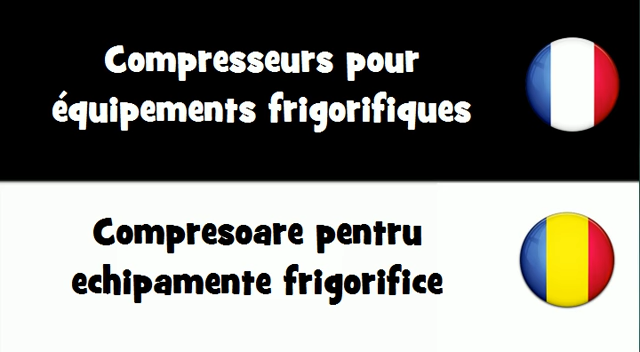 Compresseurs pour
équipements frigorifiques
Compresoare pentru
echipamente frigorifice